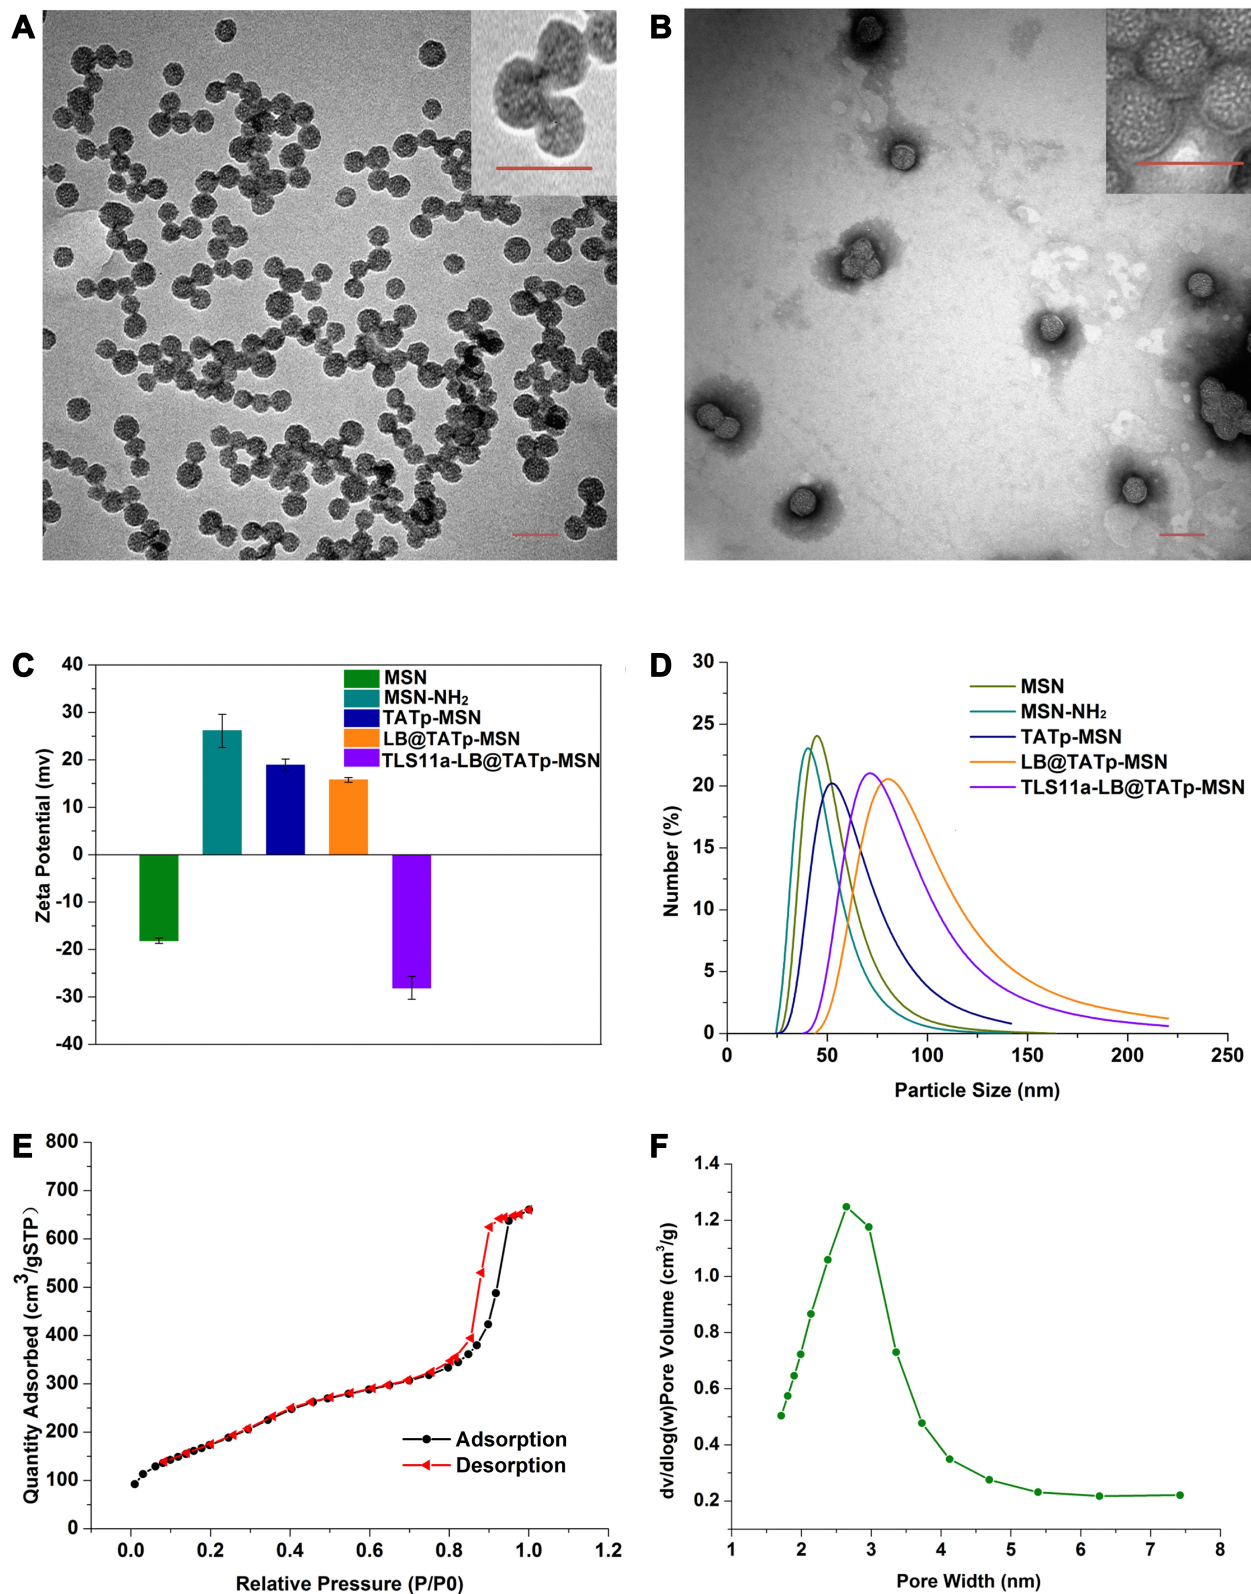 A
B
C
40
30
20
10
0
-10
-20
-30
-40
Zeta Potential (mv)
MSN
MSN-NH₂
TATp-MSN
LB@TATp-MSN
TLS11a-LB@TATp-MSN
D
30
25
20
15
10
5
0
Number (%)
MSN
MSN-NH₂
TATp-MSN
LB@TATp-MSN
TLS11a-LB@TATp-MSN
0 50 100 150 200 250
Particle Size (nm)
E
800
700
600
500
400
300
200
100
0
Quantity Adsorbed (cm³/gSTP）
Adsorption
Desorption
0.0 0.2 0.4 0.6 0.8 1.0 1.2
Relative Pressure (P/P0)
F
1.4
1.2
1.0
0.8
0.6
0.4
0.2
dv/dlog(w)Pore Volume (cm³/g)
1 2 3 4 5 6 7 8
Pore Width (nm)